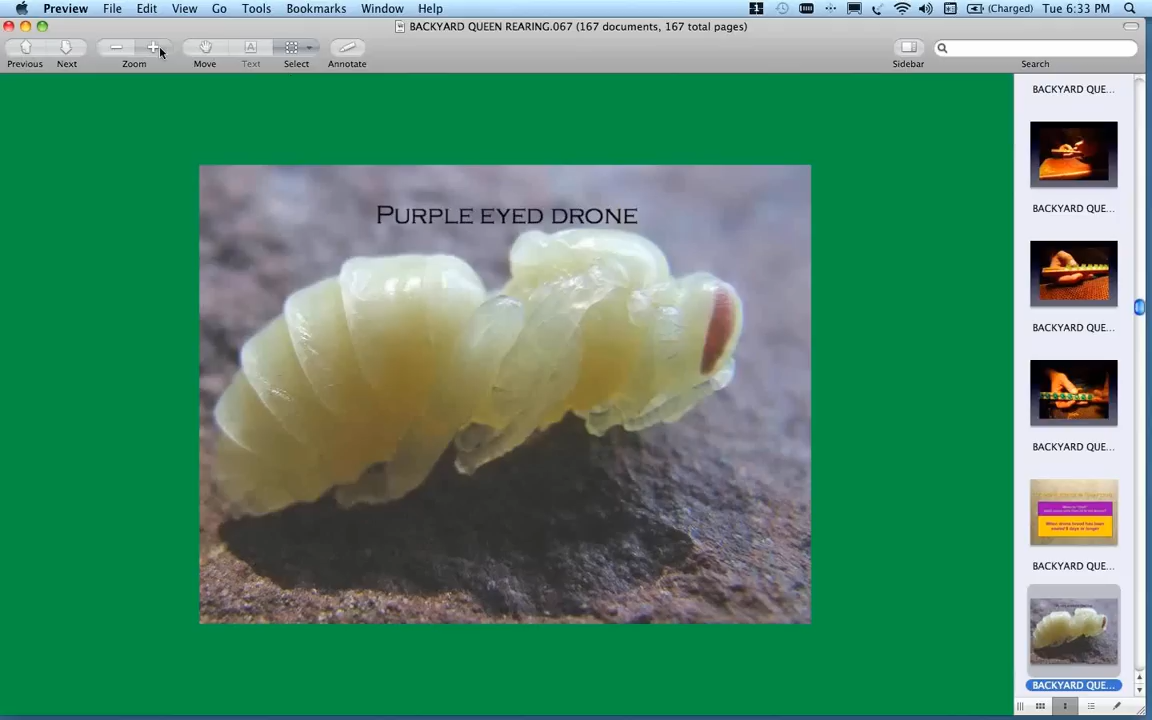 Preview File Edit View Go Tools Bookmarks Window Help
1 (Charged) Tue 6:33 PM
BACKYARD QUEEN REARING.067 (167 documents, 167 total pages)
Previous Next Zoom Move Text Select Annotate Sidebar Search
BACKYARD QUE...
BACKYARD QUE...
BACKYARD QUE...
BACKYARD QUE...
BACKYARD QUE...
BACKYARD QUE...
PURPLE EYED DRONE